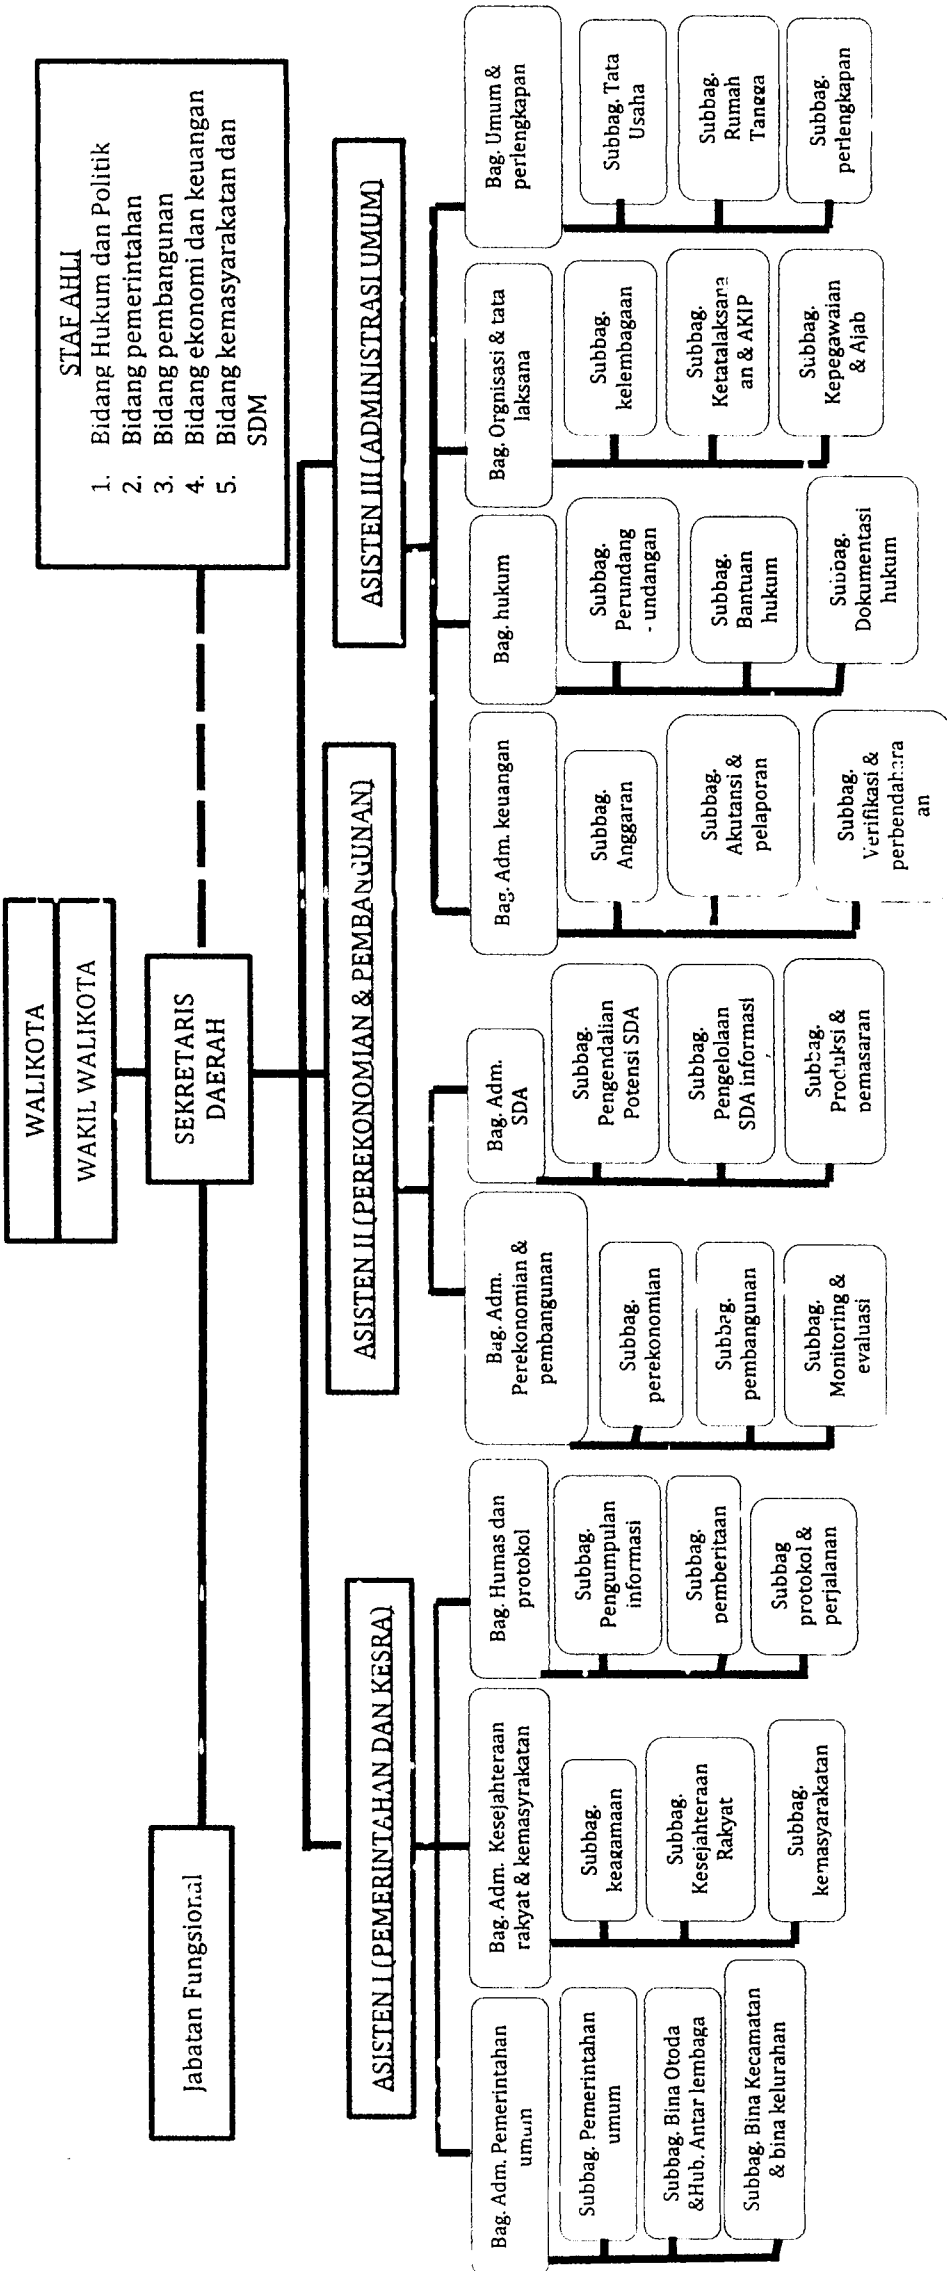 WALIKOTA
WAKIL WALIKOTA
SEKRETARIS
DAERAH
Jabatan Fungsional
STAF AHLI
1. Bidang Hukum dan Politik
2. Bidang pemerintahan
3. Bidang pembangunan
4. Bidang ekonomi dan keuangan
5. Bidang kemasyarakatan dan
SDM
ASISTEN I (PEMERINTAHAN DAN KESRA)
Bag. Adm. Pemerintahan
umum
Subbag. Pemerintahan
umum
Subbag. Bina Otoda
&Hub. Antar lembaga
Subbag. Bina Kecamatan
& bina kelurahan
Bag. Adm. Kesejahteraan
rakyat & kemasyrakatan
Subbag.
keagamaan
Subbag.
Kesejahteraan
Rakyat
Subbag.
kemasyarakatan
Bag. Humas dan
protokol
Subbag.
Pengumpulan
informasi
Subbag.
pemberitaan
Subbag
protokol &
perjalanan
ASISTEN II (PEREKONOMIAN & PEMBANGUNAN)
Bag. Adm.
Perekonomian &
pembangunan
Subbag.
perekonomian
Subbag.
pembangunan
Subbag.
Monitoring &
evaluasi
Bag. Adm.
SDA
Subbag.
Pengendalian
Potensi SDA
Subbag.
Pengelolaan
SDA informasi
Subbag.
Produksi &
pemasaran
ASISTEN III (ADMINISTRASI UMUM)
Bag. Adm. keuangan
Subbag.
Anggaran
Subbag.
Akutansi &
pelaporan
Subbag.
Verifikasi &
perbendahara
an
Bag. hukum
Subbag.
Perundang
- undangan
Subbag.
Bantuan
hukum
Subbag.
Dokumentasi
hukum
Bag. Orgnisasi & tata
laksana
Subbag.
kelembagaan
Subbag.
Ketatalaksana
an & AKIP
Subbag.
Kepegawaian
& Ajab
Bag. Umum &
perlengkapan
Subbag. Tata
Usaha
Subbag.
Rumah
Tangga
Subbag.
perlengkapan